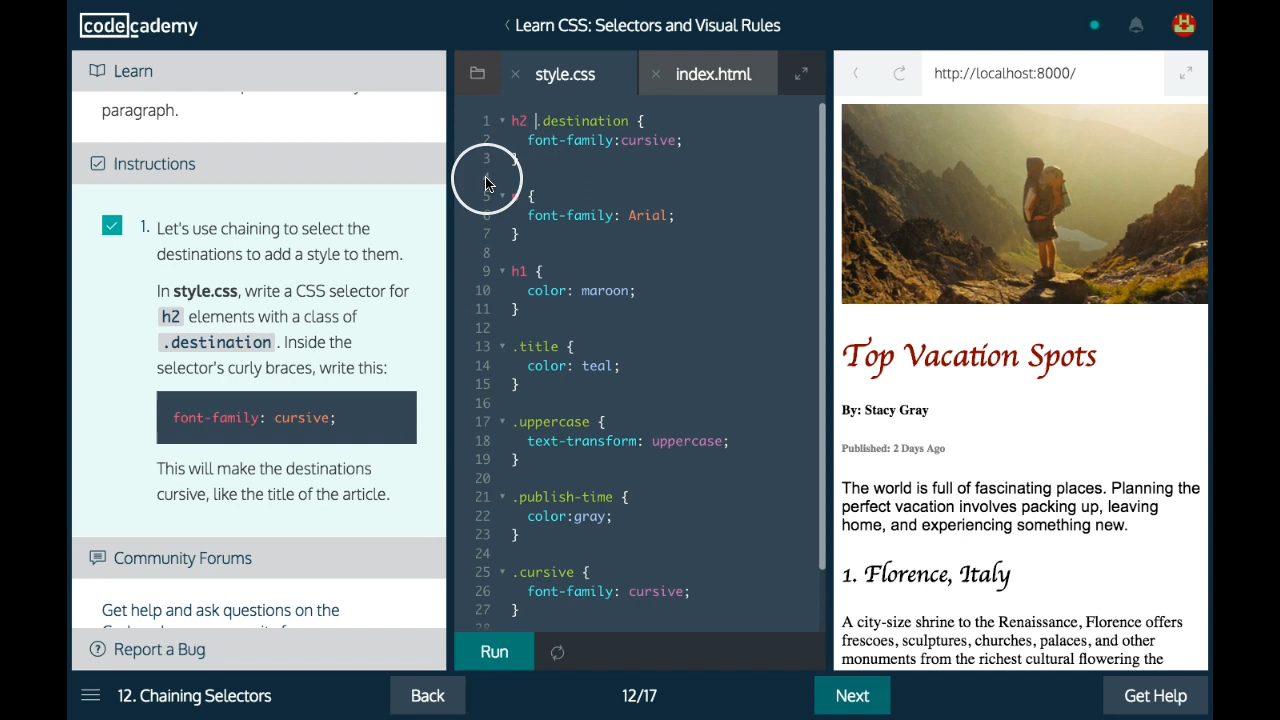 codecademy
Learn CSS: Selectors and Visual Rules
Learn
paragraph.
Instructions
1. Let's use chaining to select the
destinations to add a style to them.
In style.css, write a CSS selector for
h2 elements with a class of
.destination. Inside the
selector's curly braces, write this:
font-family: cursive;
This will make the destinations
cursive, like the title of the article.
Community Forums
Get help and ask questions on the
Report a Bug
style.css
index.html
1 h2 .destination {
2 font-family:cursive;
3 }
5 {
6 font-family: Arial;
7 }
8
9 h1 {
10 color: maroon;
11 }
12
13 .title {
14 color: teal;
15 }
16
17 .uppercase {
18 text-transform: uppercase;
19 }
20
21 .publish-time {
22 color:gray;
23 }
24
25 .cursive {
26 font-family: cursive;
27 }
28
Run
http://localhost:8000/
Top Vacation Spots
By: Stacy Gray
Published: 2 Days Ago
The world is full of fascinating places. Planning the
perfect vacation involves packing up, leaving
home, and experiencing something new.
1. Florence, Italy
A city-size shrine to the Renaissance, Florence offers
frescoes, sculptures, churches, palaces, and other
monuments from the richest cultural flowering the
12. Chaining Selectors
Back
12/17
Next
Get Help